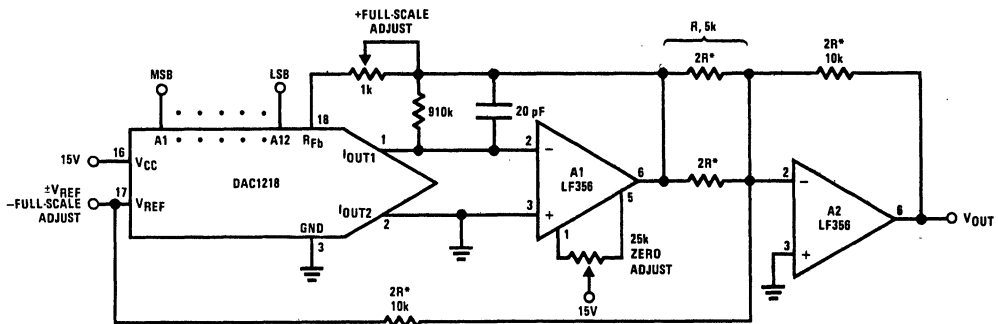 +FULL-SCALE
ADJUST
R, 5k
MSB
LSB
2R*
2R*
10k
1k
910k
20 pF
A1
A12
18
RFb
1
IOUT1
2
16
15V
VCC
DAC1218
A1
LF356
6
2R*
±VREF
–FULL-SCALE
ADJUST
17
VREF
IOUT2
2
3
5
1
25k
ZERO
ADJUST
GND
3
15V
2
A2
LF356
6
VOUT
3
2R*
10k